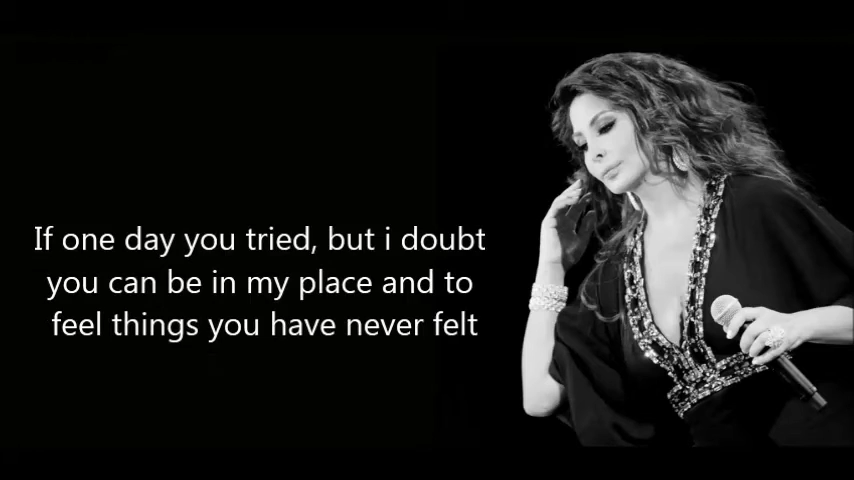 If one day you tried, but i doubt
you can be in my place and to
feel things you have never felt